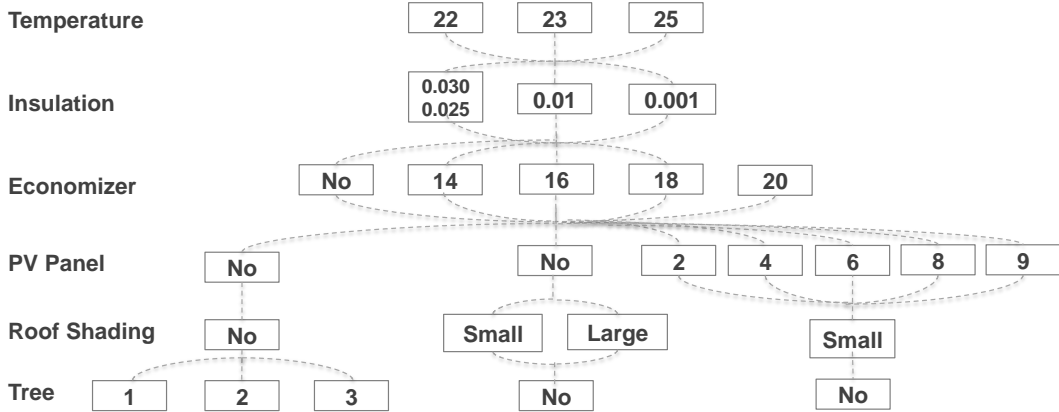 Temperature 22 23 25
Insulation 0.030 0.025 0.01 0.001
Economizer No 14 16 18 20
PV Panel No No 2 4 6 8 9
Roof Shading No Small Large Small
Tree 1 2 3 No No